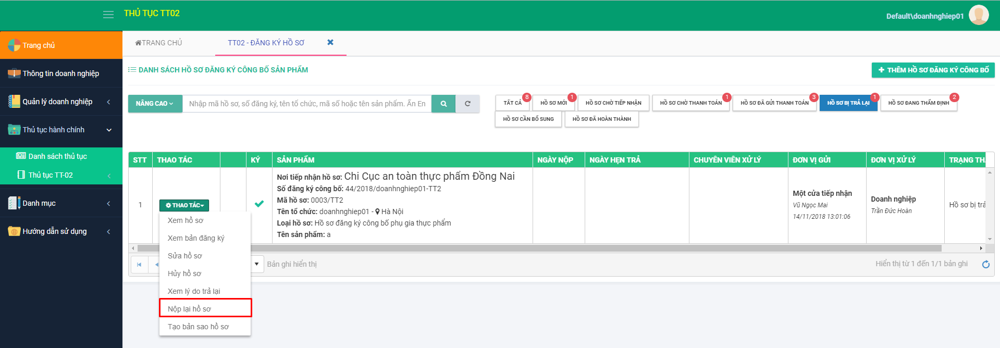 THỦ TỤC TT02
Default\doanhnghiep01
Trang chủ
Thông tin doanh nghiệp
Quản lý doanh nghiệp
Thủ tục hành chính
Danh sách thủ tục
Thủ tục TT-02
Danh mục
Hướng dẫn sử dụng
TRANG CHỦ
TT02 - ĐĂNG KÝ HỒ SƠ
DANH SÁCH HỒ SƠ ĐĂNG KÝ CÔNG BỐ SẢN PHẨM
THÊM HỒ SƠ ĐĂNG KÝ CÔNG BỐ
NÂNG CAO
Nhập mã hồ sơ, số đăng ký, tên tổ chức, mã số hoặc tên sản phẩm. Ấn En
TẤT CẢ 8
HỒ SƠ MỚI 1
HỒ SƠ CHỜ TIẾP NHẬN
HỒ SƠ CHỜ THANH TOÁN 1
HỒ SƠ ĐÃ GỬI THANH TOÁN 3
HỒ SƠ BỊ TRẢ LẠI 1
HỒ SƠ ĐANG THẨM ĐỊNH 2
HỒ SƠ CẦN BỔ SUNG
HỒ SƠ ĐÃ HOÀN THÀNH
STT THAO TÁC KÝ SẢN PHẨM NGÀY NỘP NGÀY HẸN TRẢ CHUYÊN VIÊN XỬ LÝ ĐƠN VỊ GỬI ĐƠN VỊ XỬ LÝ TRẠNG THÁ
1
THAO TÁC
Nơi tiếp nhận hồ sơ: Chi Cục an toàn thực phẩm Đồng Nai
Số đăng ký công bố: 44/2018/doanhnghiep01-TT2
Mã hồ sơ: 0003/TT2
Tên tổ chức: doanhnghiep01 - Hà Nội
Loại hồ sơ: Hồ sơ đăng ký công bố phụ gia thực phẩm
Tên sản phẩm: a
Một cửa tiếp nhận
Vũ Ngọc Mai
14/11/2018 13:01:06
Doanh nghiệp
Trần Đức Hoàn
Hồ sơ bị trả
Xem hồ sơ
Xem bản đăng ký
Sửa hồ sơ
Hủy hồ sơ
Xem lý do trả lại
Nộp lại hồ sơ
Tạo bản sao hồ sơ
Bản ghi hiển thị
Hiển thị từ 1 đến 1/1 bản ghi